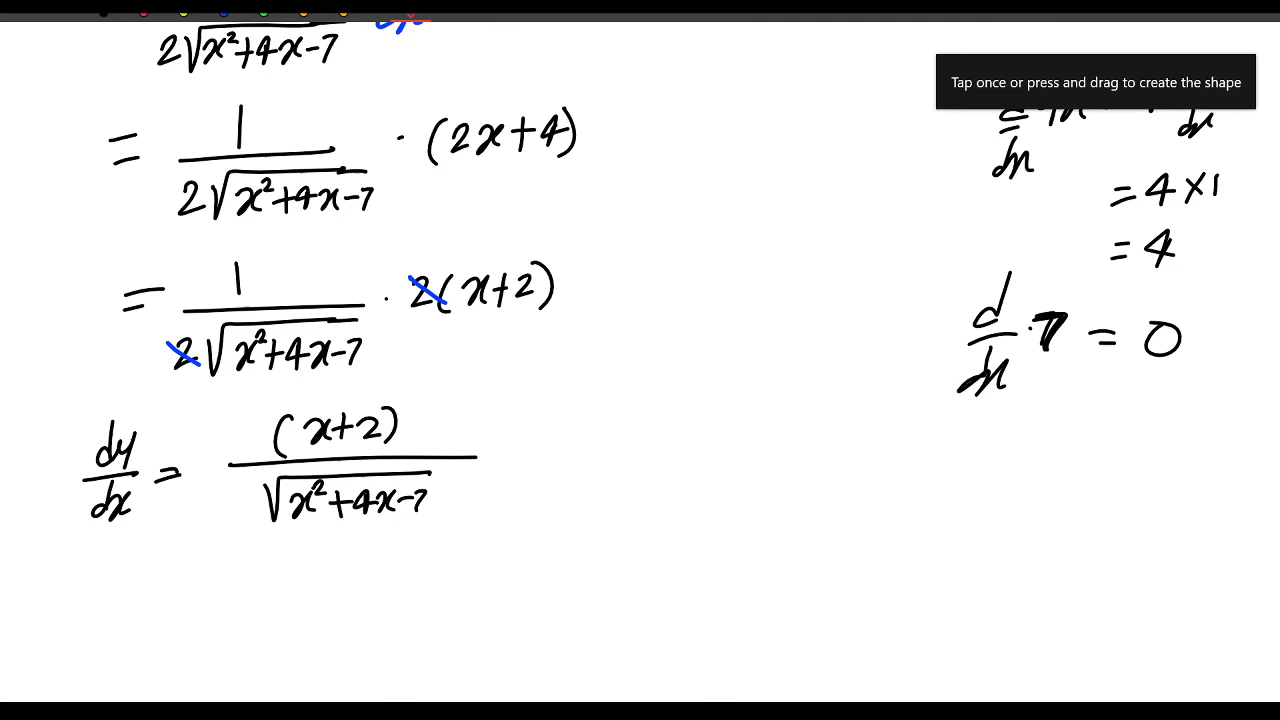 2√x²+4x-7
= 1 / 2√x²+4x-7 · (2x+4)
= 1 / 2√x²+4x-7 · 2(x+2)
dy/dx = (x+2) / √x²+4x-7
Tap once or press and drag to create the shape
= 4 x 1
= 4
d/dx · 7 = 0